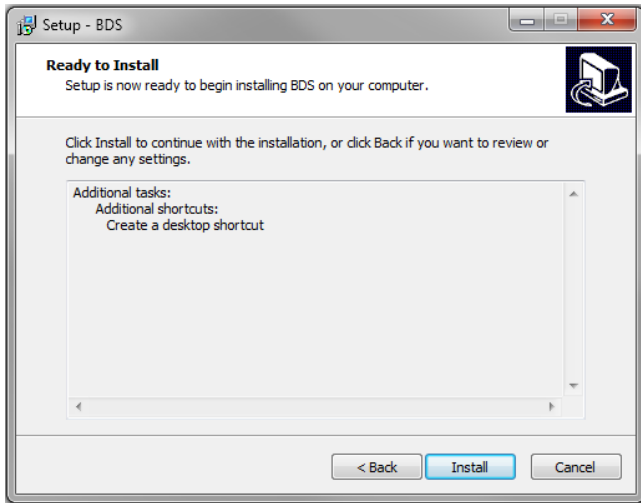 Setup - BDS
Ready to Install
Setup is now ready to begin installing BDS on your computer.
Click Install to continue with the installation, or click Back if you want to review or
change any settings.
Additional tasks:
Additional shortcuts:
Create a desktop shortcut
< Back
Install
Cancel